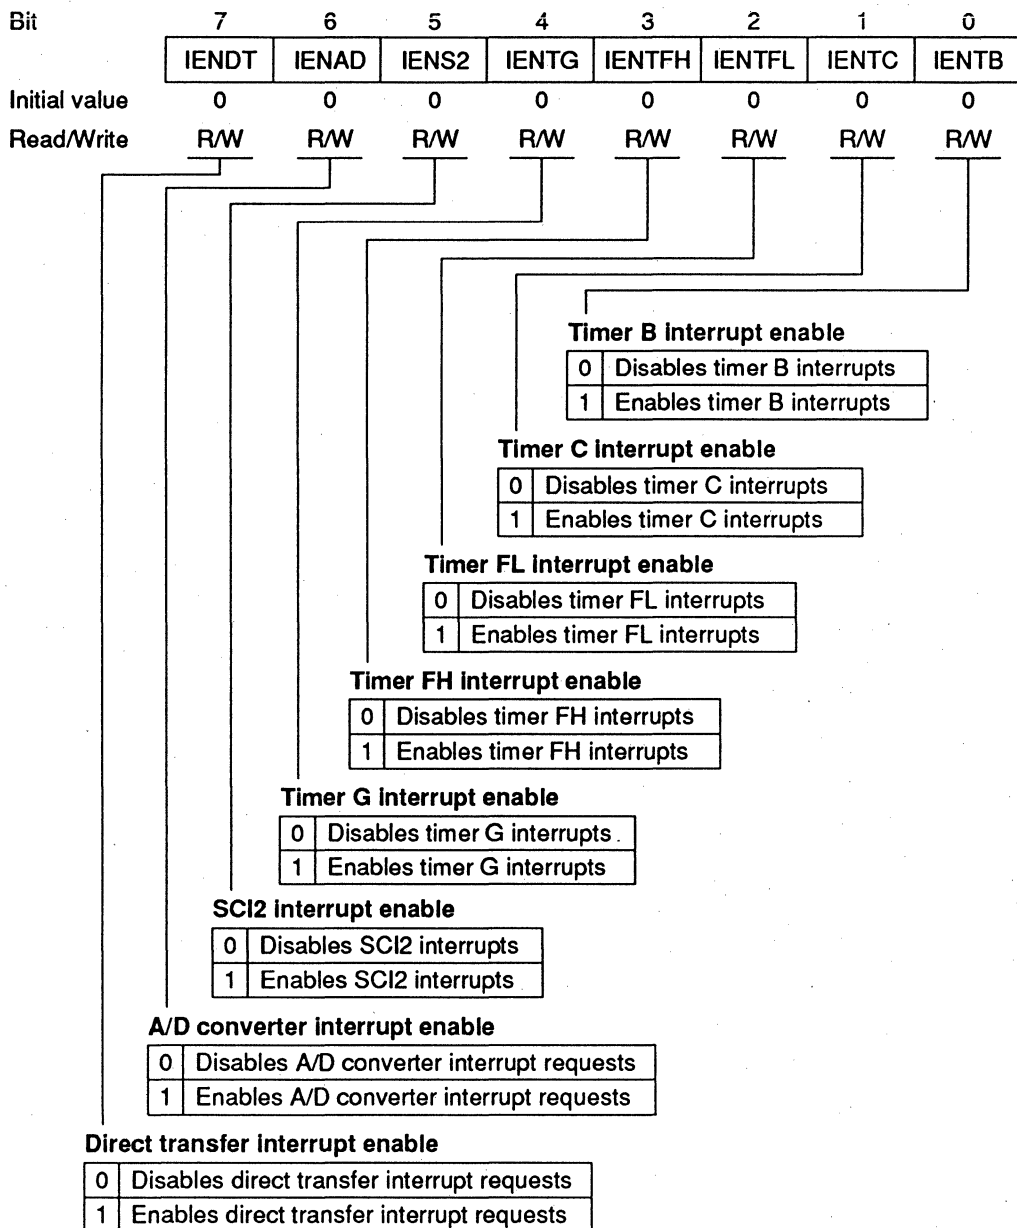 Bit 7 6 5 4 3 2 1 0
IENDT IENAD IENS2 IENTG IENTFH IENTFL IENTC IENTB
Initial value 0 0 0 0 0 0 0 0
Read/Write R/W R/W R/W R/W R/W R/W R/W R/W
Timer B interrupt enable
0 Disables timer B interrupts
1 Enables timer B interrupts
Timer C interrupt enable
0 Disables timer C interrupts
1 Enables timer C interrupts
Timer FL interrupt enable
0 Disables timer FL interrupts
1 Enables timer FL interrupts
Timer FH interrupt enable
0 Disables timer FH interrupts
1 Enables timer FH interrupts
Timer G interrupt enable
0 Disables timer G interrupts
1 Enables timer G interrupts
SCI2 interrupt enable
0 Disables SCI2 interrupts
1 Enables SCI2 interrupts
A/D converter interrupt enable
0 Disables A/D converter interrupt requests
1 Enables A/D converter interrupt requests
Direct transfer interrupt enable
0 Disables direct transfer interrupt requests
1 Enables direct transfer interrupt requests